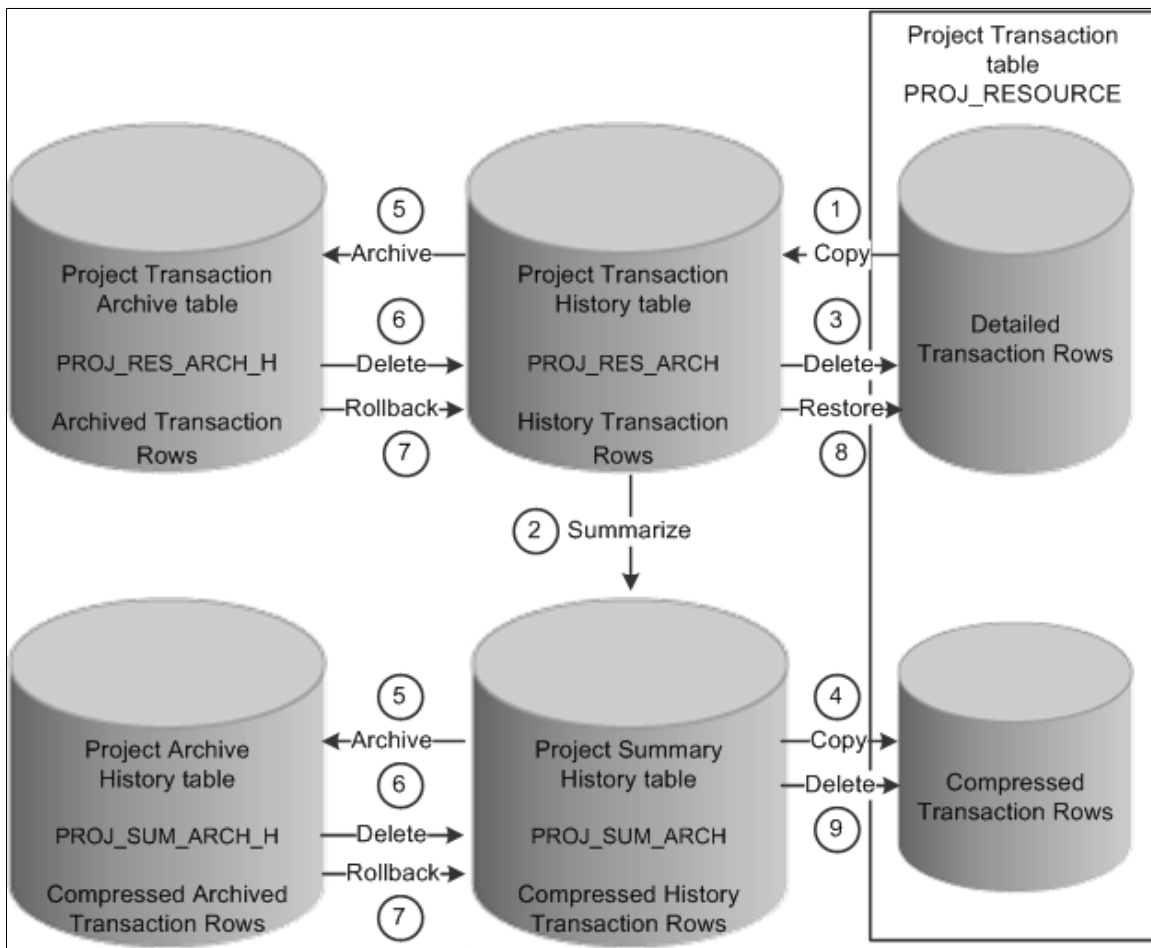 Project Transaction
table
PROJ_RESOURCE
5
Archive
1
Copy
Project Transaction
Archive table
Project Transaction
History table
6
Delete
3
Delete
Detailed
Transaction Rows
PROJ_RES_ARCH_H
PROJ_RES_ARCH
Rollback
7
Restore
8
Archived Transaction
Rows
History Transaction
Rows
2
Summarize
5
Archive
4
Copy
Project Archive
History table
Project Summary
History table
6
Delete
Delete
9
Compressed
Transaction Rows
PROJ_SUM_ARCH_H
PROJ_SUM_ARCH
Rollback
7
Compressed Archived
Transaction Rows
Compressed History
Transaction Rows